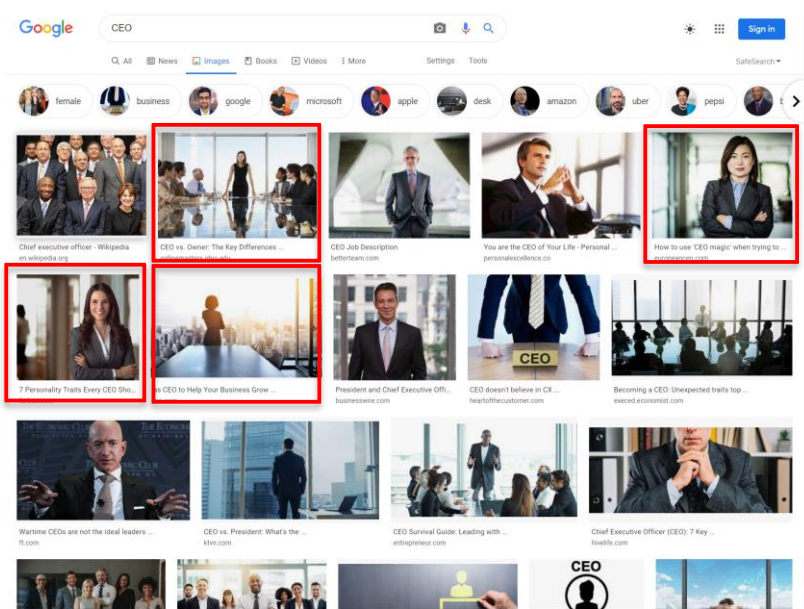 Google
CEO
Sign in
All News Images Books Videos More Settings Tools
SafeSearch
female business google microsoft apple desk amazon uber pepsi
Chief executive officer - Wikipedia
en.wikipedia.org
CEO vs. Owner: The Key Differences ...
CEO Job Description
betterteam.com
You are the CEO of Your Life - Personal ...
personalexcellence.co
How to use 'CEO magic' when trying to ...
europeanceo.com
CEO
7 Personality Traits Every CEO Sho...
as CEO to Help Your Business Grow ...
President and Chief Executive Offi...
businesswire.com
CEO doesn't believe in CX ...
heartofthecustomer.com
Becoming a CEO: Unexpected traits top ...
execed.economist.com
Wartime CEOs are not the ideal leaders ...
ft.com
CEO vs. President: What's the ...
ktvn.com
CEO Survival Guide: Leading with ...
entrepreneur.com
Chief Executive Officer (CEO): 7 Key ...
hivelife.com
CEO